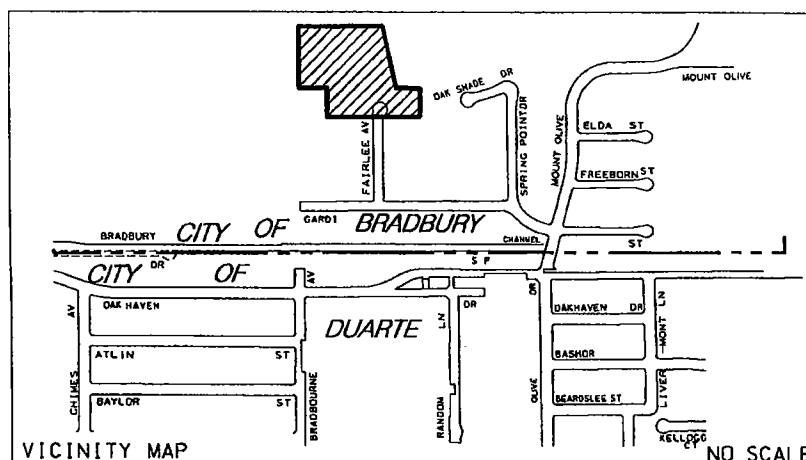 MOUNT OLIVE
OAK SHADE DR
SPRING POINT DR
MOUNT OLIVE
ELDA ST
FAIRLEE AV
FREEBORN ST
GARDI
CITY OF BRADBURY
BRADBURY
CHANNEL
ST
DR
S P
CITY OF
AV
AV
OAK HAVEN
DR
DR
OAKHAVEN DR
MONT LN
LN
DUARTE
ATLIN ST
BASHOR
CHIMES
BAYLOR ST
BRADBOURNE
RANDOM
OLIVE
BEARDSLEE ST
LIVER
KELLOGG
CT
VICINITY MAP
NO SCALE